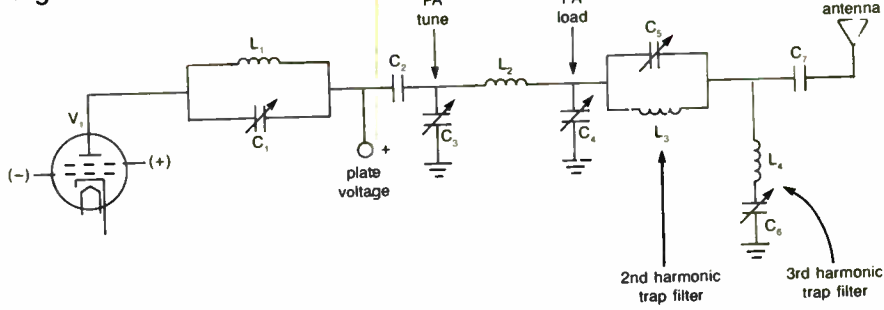 PA
tune
PA
load
antenna
L₁
C₁
C₂
C₃
L₂
C₄
C₅
L₃
C₇
L₄
C₆
V₁
(−)
(+)
+
plate
voltage
2nd harmonic
trap filter
3rd harmonic
trap filter